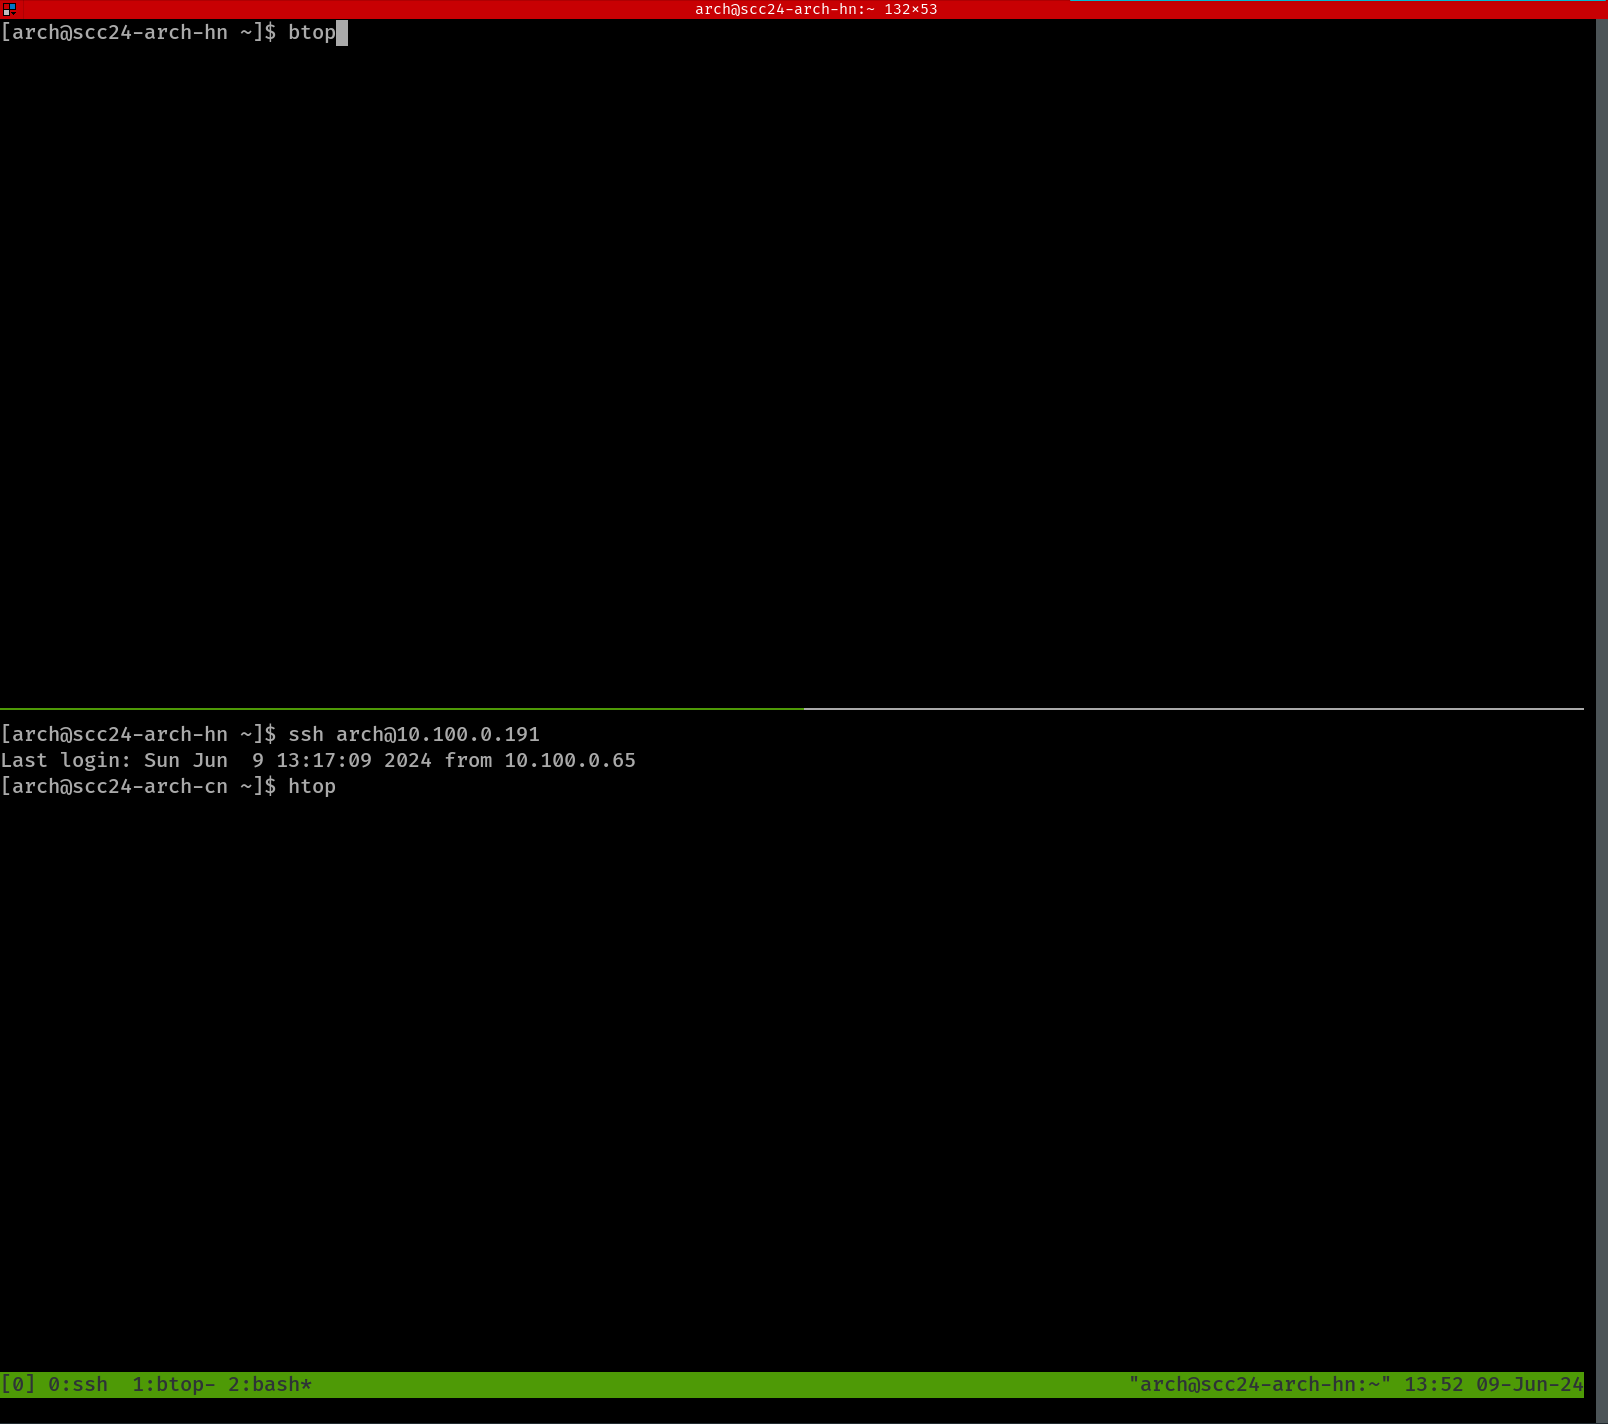 arch@scc24-arch-hn:~ 132×53
[arch@scc24-arch-hn ~]$ btop
[arch@scc24-arch-hn ~]$ ssh arch@10.100.0.191
Last login: Sun Jun  9 13:17:09 2024 from 10.100.0.65
[arch@scc24-arch-cn ~]$ htop
[0] 0:ssh  1:btop- 2:bash* "arch@scc24-arch-hn:~" 13:52 09-Jun-24